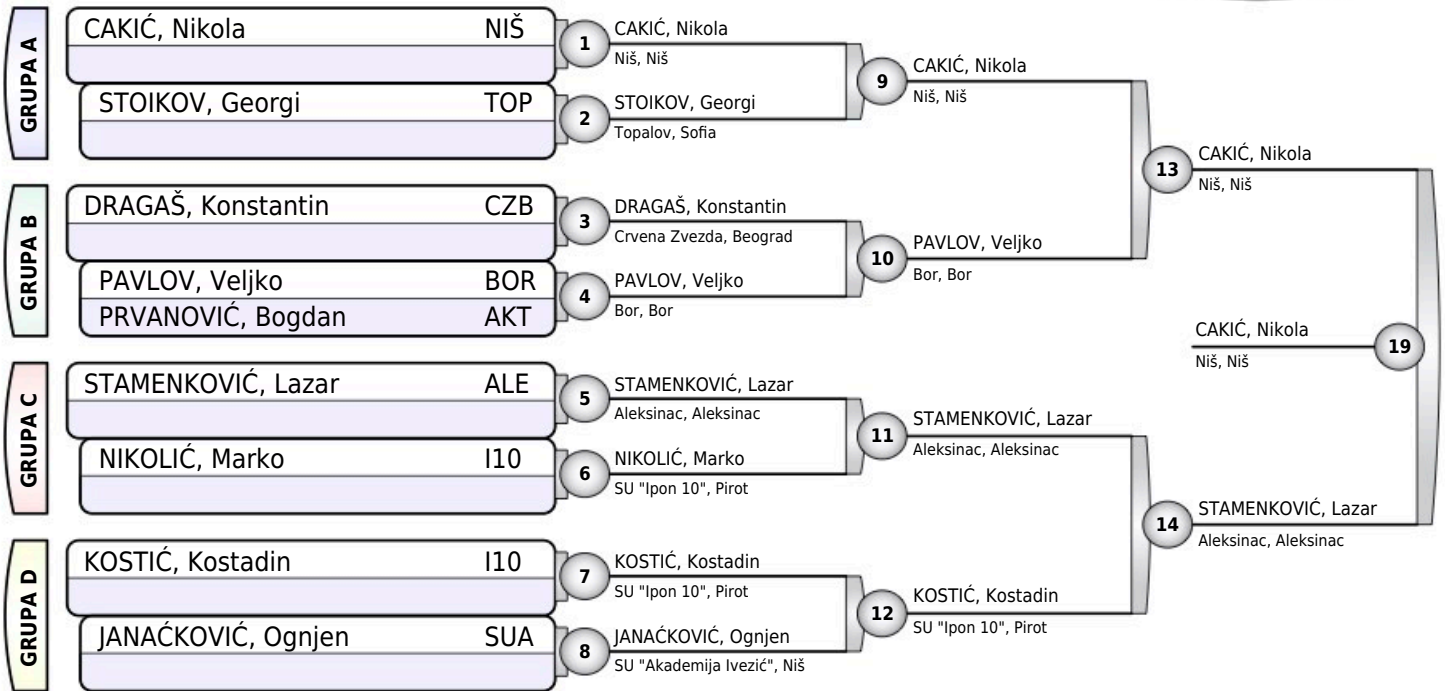 GRUPA A
CAKIĆ, Nikola NIŠ
STOIKOV, Georgi TOP
GRUPA B
DRAGAŠ, Konstantin CZB
PAVLOV, Veljko BOR
PRVANOVIĆ, Bogdan AKT
GRUPA C
STAMENKOVIĆ, Lazar ALE
NIKOLIĆ, Marko I10
GRUPA D
KOSTIĆ, Kostadin I10
JANAĆKOVIĆ, Ognjen SUA
1
CAKIĆ, Nikola
Niš, Niš
2
STOIKOV, Georgi
Topalov, Sofia
3
DRAGAŠ, Konstantin
Crvena Zvezda, Beograd
4
PAVLOV, Veljko
Bor, Bor
5
STAMENKOVIĆ, Lazar
Aleksinac, Aleksinac
6
NIKOLIĆ, Marko
SU "Ipon 10", Pirot
7
KOSTIĆ, Kostadin
SU "Ipon 10", Pirot
8
JANAĆKOVIĆ, Ognjen
SU "Akademija Ivezić", Niš
9
CAKIĆ, Nikola
Niš, Niš
10
PAVLOV, Veljko
Bor, Bor
11
STAMENKOVIĆ, Lazar
Aleksinac, Aleksinac
12
KOSTIĆ, Kostadin
SU "Ipon 10", Pirot
13
CAKIĆ, Nikola
Niš, Niš
14
STAMENKOVIĆ, Lazar
Aleksinac, Aleksinac
CAKIĆ, Nikola
Niš, Niš
19